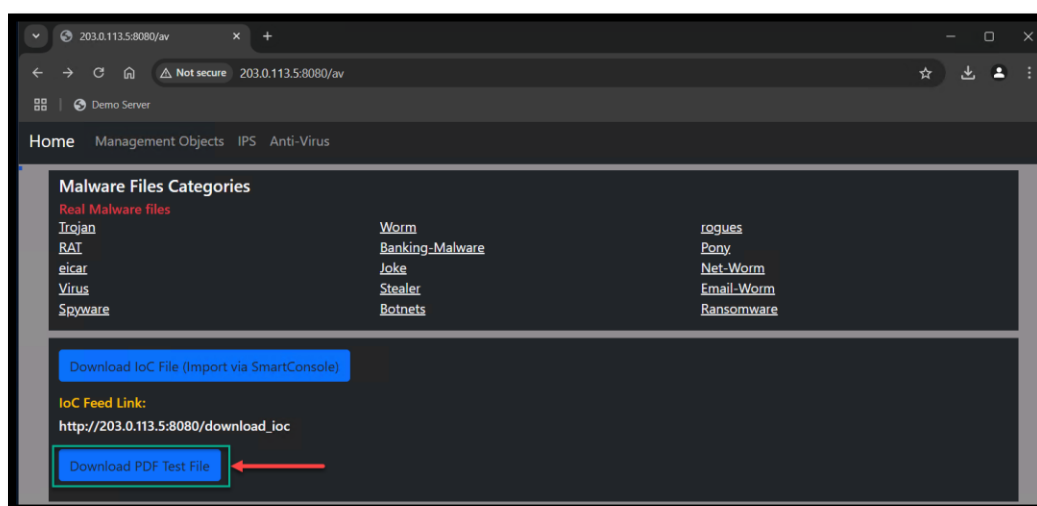 203.0.113.5:8080/av
Not secure 203.0.113.5:8080/av
Demo Server
Home Management Objects IPS Anti-Virus
Malware Files Categories
Real Malware files
Trojan Worm rogues
RAT Banking-Malware Pony
eicar Joke Net-Worm
Virus Stealer Email-Worm
Spyware Botnets Ransomware
Download IoC File (Import via SmartConsole)
IoC Feed Link:
http://203.0.113.5:8080/download_ioc
Download PDF Test File